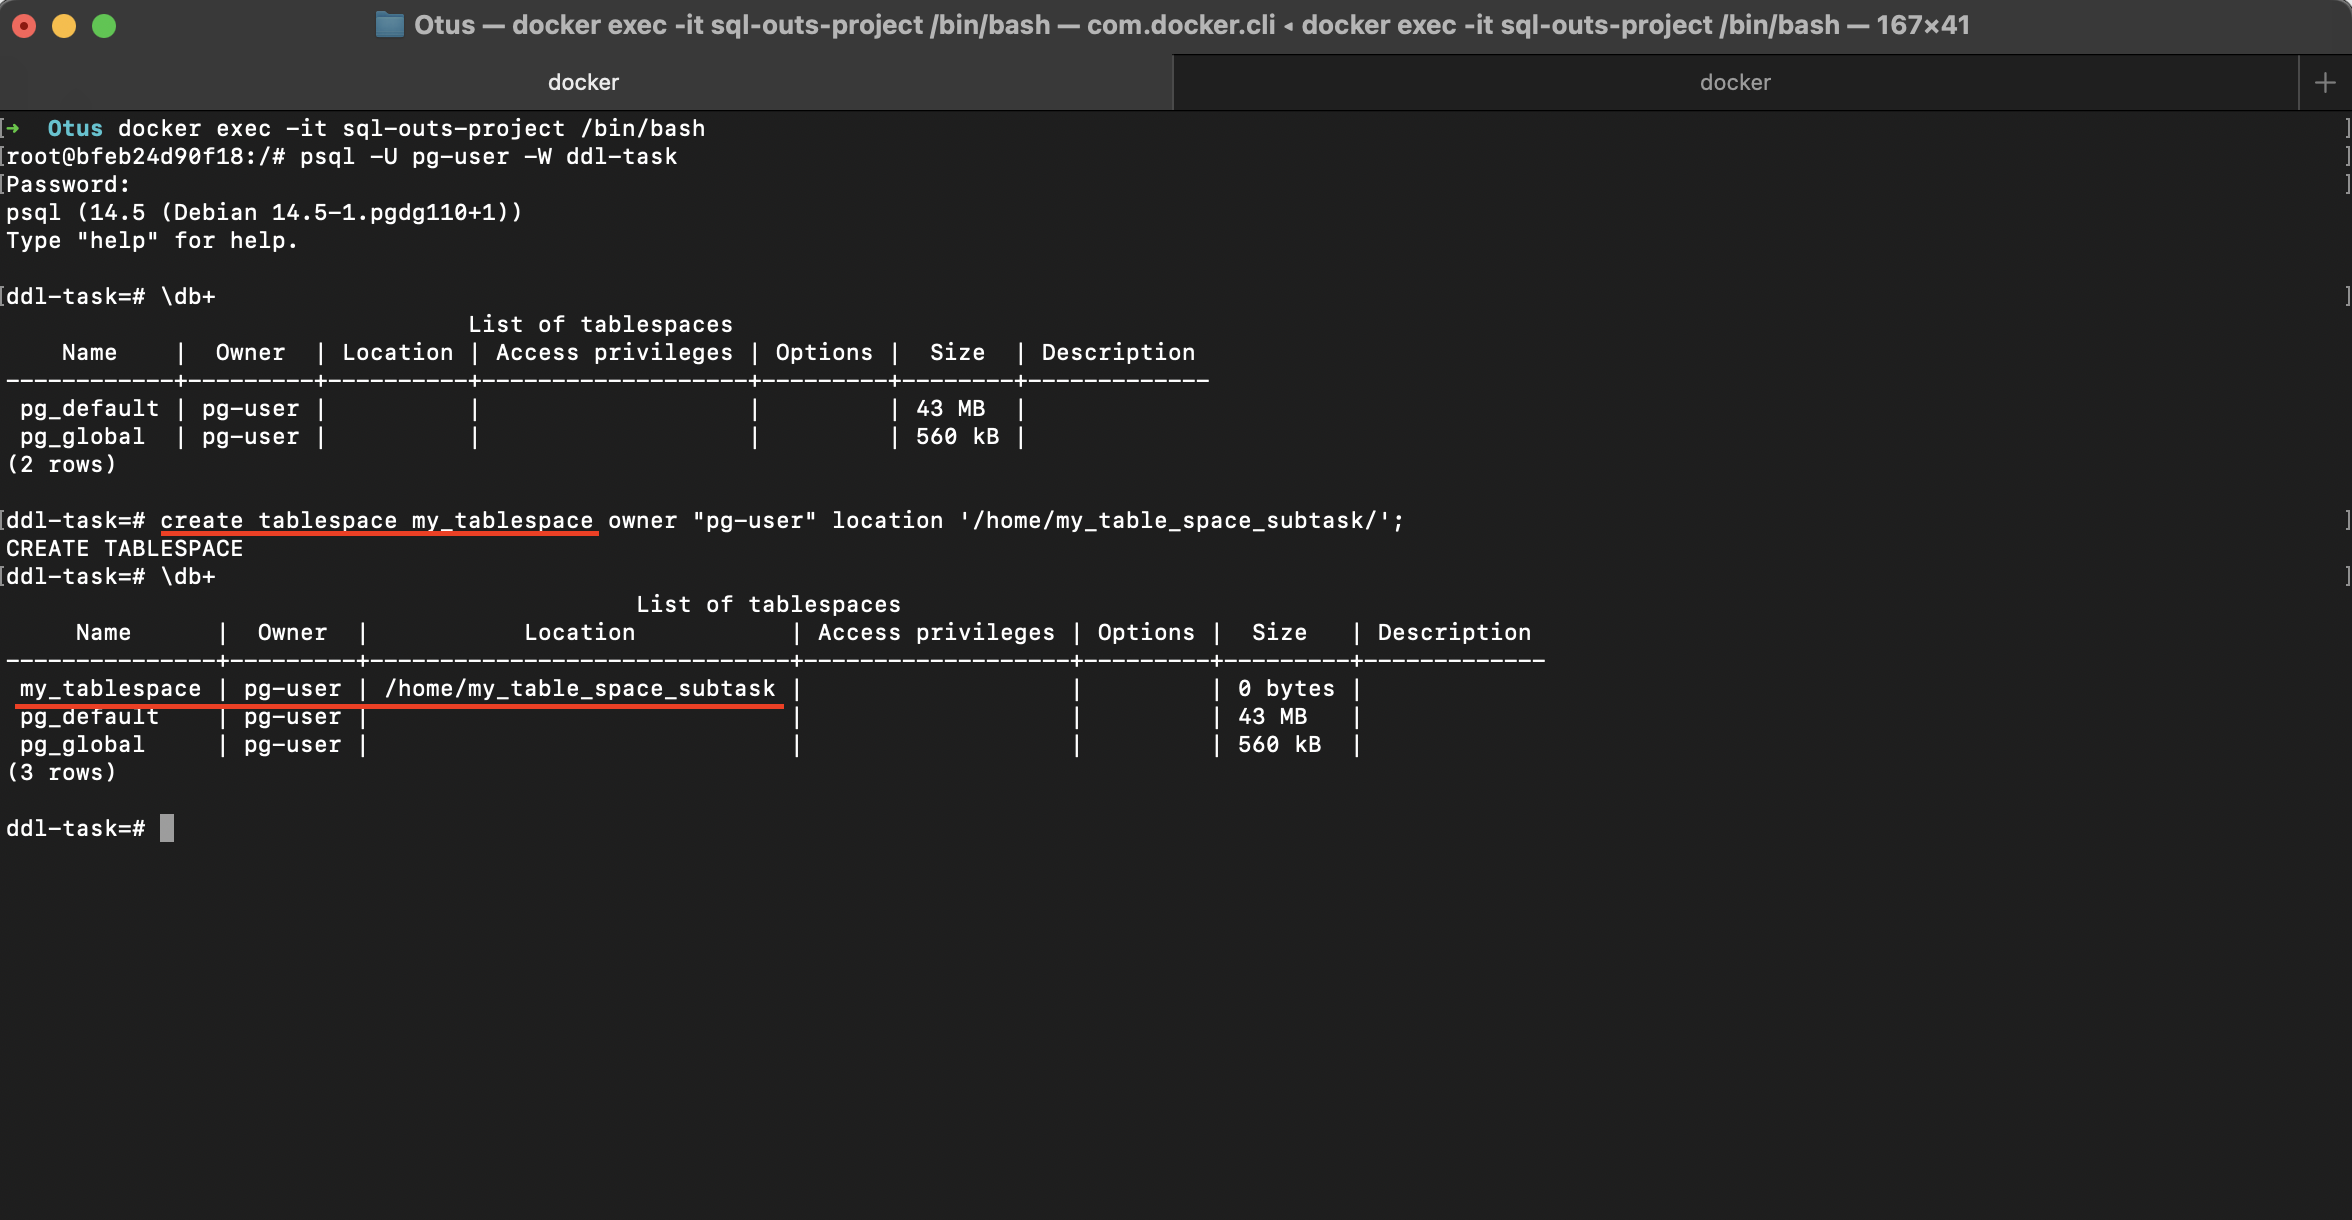 Otus — docker exec -it sql-outs-project /bin/bash — com.docker.cli ◂ docker exec -it sql-outs-project /bin/bash — 167×41
docker docker +
[➜  Otus docker exec -it sql-outs-project /bin/bash ]
[root@bfeb24d90f18:/# psql -U pg-user -W ddl-task ]
[Password: ]
psql (14.5 (Debian 14.5-1.pgdg110+1))
Type "help" for help.
[ddl-task=# \db+ ]
                                 List of tablespaces
    Name    |  Owner  | Location | Access privileges | Options |  Size  | Description
------------+---------+----------+-------------------+---------+--------+-------------
 pg_default | pg-user |          |                   |         | 43 MB  |
 pg_global  | pg-user |          |                   |         | 560 kB |
(2 rows)
[ddl-task=# create tablespace my_tablespace owner "pg-user" location '/home/my_table_space_subtask/'; ]
CREATE TABLESPACE
[ddl-task=# \db+ ]
                                             List of tablespaces
     Name      |  Owner  |           Location           | Access privileges | Options |  Size   | Description
---------------+---------+------------------------------+-------------------+---------+---------+-------------
 my_tablespace | pg-user | /home/my_table_space_subtask |                   |         | 0 bytes |
 pg_default    | pg-user |                              |                   |         | 43 MB   |
 pg_global     | pg-user |                              |                   |         | 560 kB  |
(3 rows)
ddl-task=#